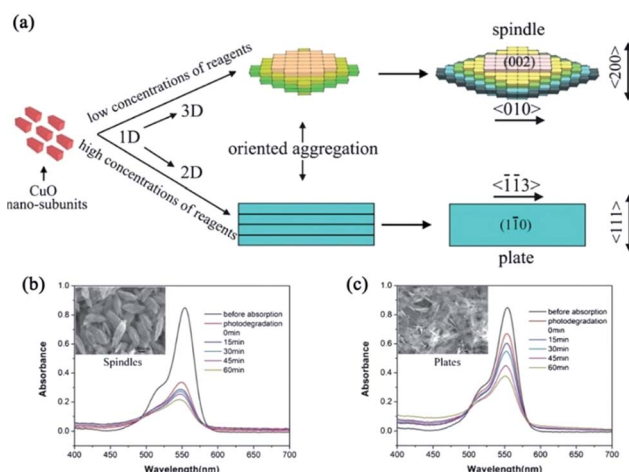 (a)
spindle
(002)
<200>
<010>
low concentrations of reagents
3D
1D
2D
high concentrations of reagents
CuO
nano-subunits
oriented aggregation
<1̅1̅3>
(11̅0)
<111>
plate
(b)
1.0
0.8
0.6
0.4
0.2
0.0
Absorbance
Spindles
before absorption
photodegradation
0min
15min
30min
45min
60min
400 450 500 550 600 650 700
Wavelength(nm)
(c)
1.0
0.8
0.6
0.4
0.2
0.0
Absorbance
Plates
before absorption
photodegradation
0min
15min
30min
45min
60min
400 450 500 550 600 650 700
Wavelength(nm)